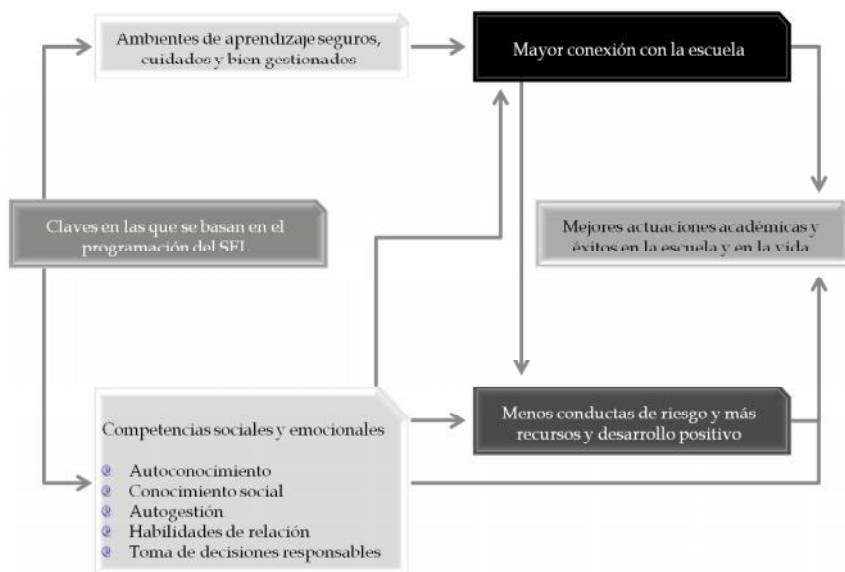 Ambientes de aprendizaje seguros,
cuidados y bien gestionados
Mayor conexión con la escuela
Claves en las que se basan en el
programación del SEL
Mejores actuaciones académicas y
éxitos en la escuela y en la vida
Competencias sociales y emocionales
Autoconocimiento
Conocimiento social
Autogestión
Habilidades de relación
Toma de decisiones responsables
Menos conductas de riesgo y más
recursos y desarrollo positivo